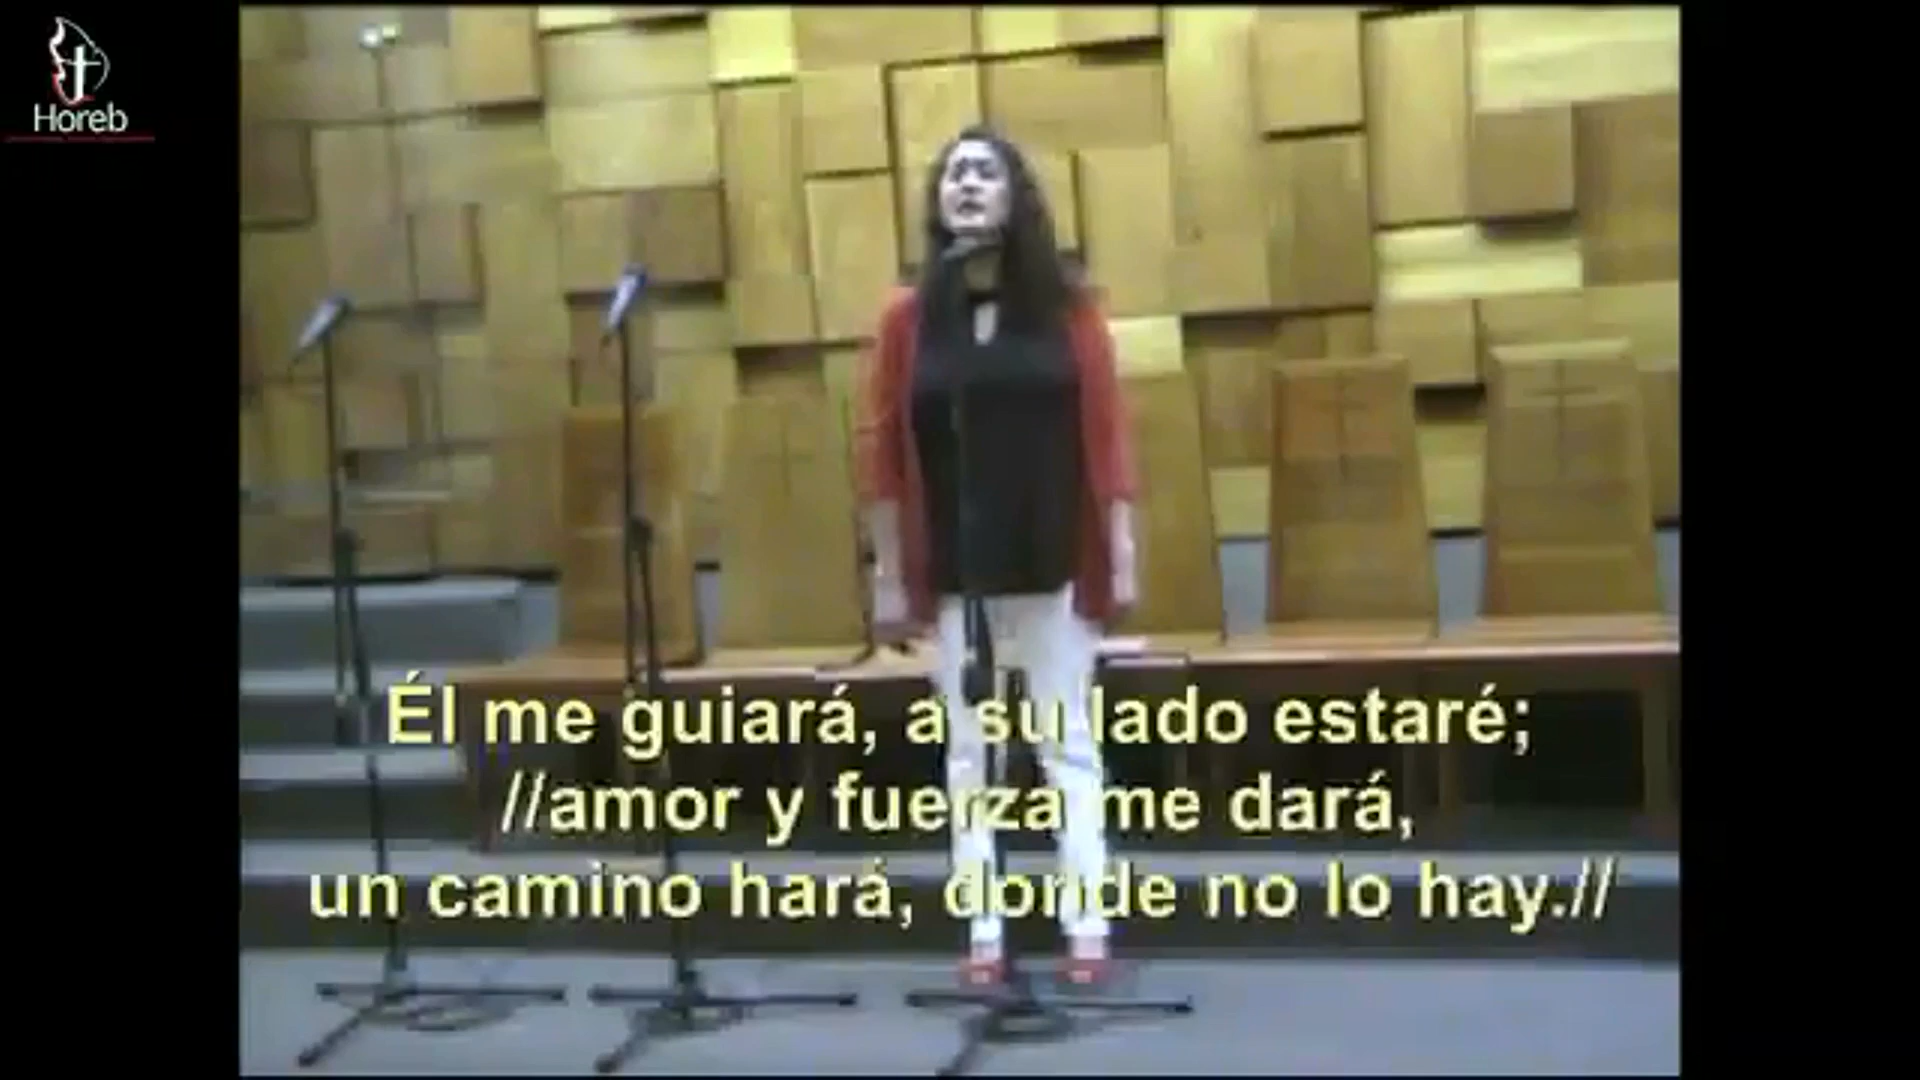 Horeb
Él me guiará, a su lado estaré;
//amor y fuerza me dará,
un camino hará, donde no lo hay.//